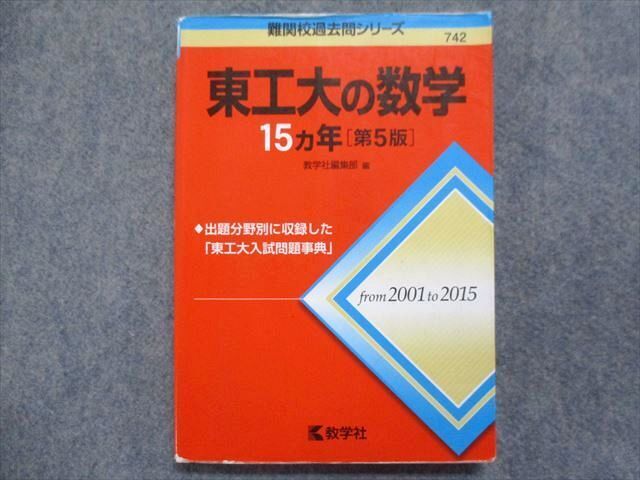 難関校過去問シリーズ
742
東工大の数学
15ヵ年[第5版]
教学社編集部 編
◆出題分野別に収録した
「東工大入試問題事典」
from 2001 to 2015
教学社